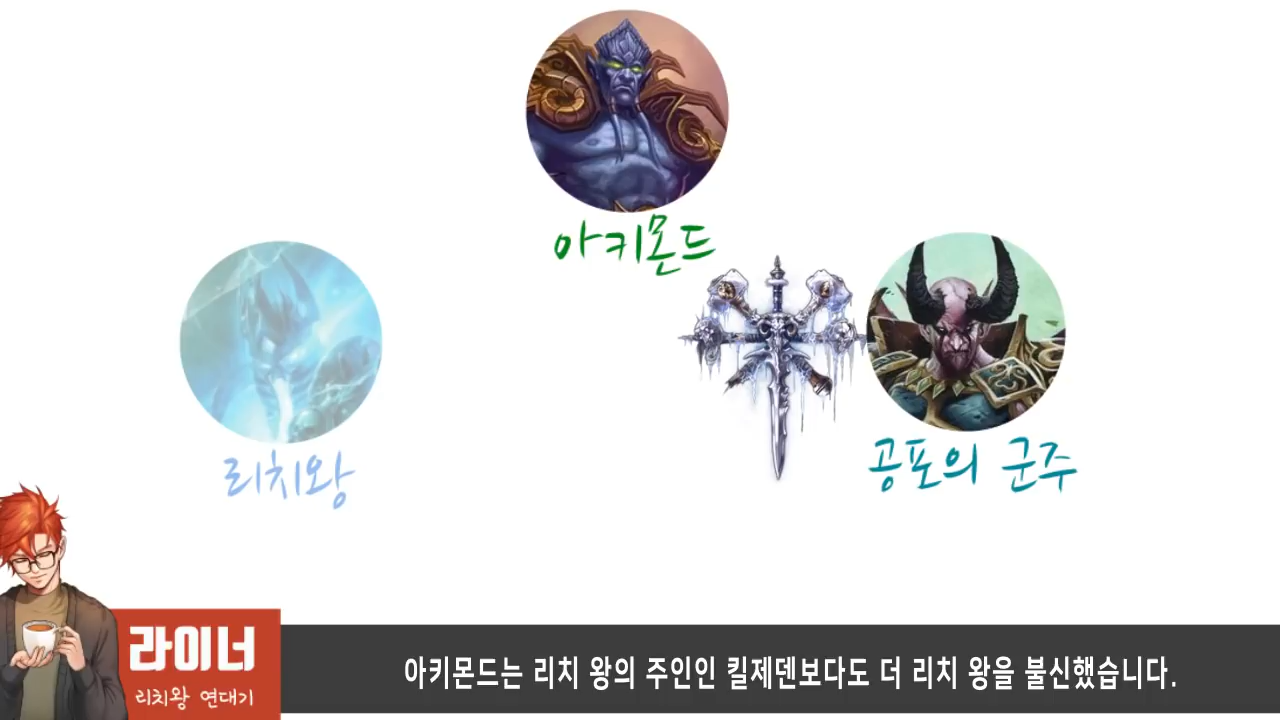 아키몬드
리치왕
공포의 군주
라이너
리치왕 연대기
아키몬드는 리치 왕의 주인인 킬제덴보다도 더 리치 왕을 불신했습니다.